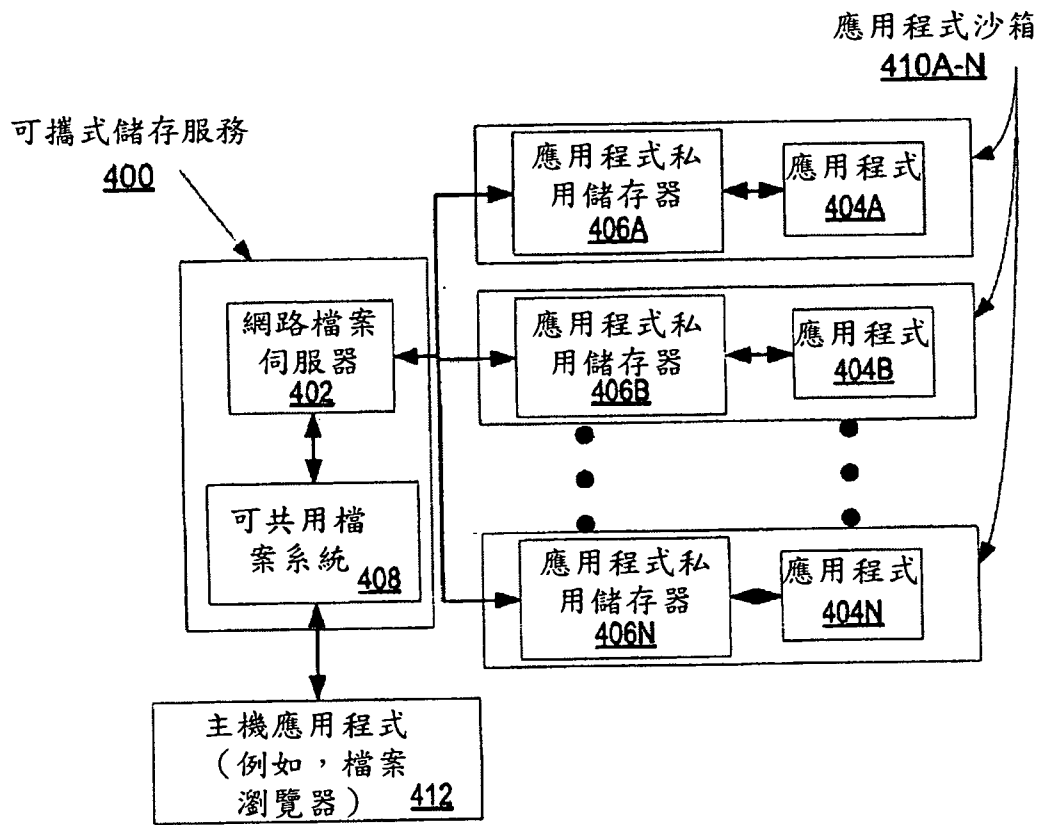 應用程式沙箱
410A-N
可攜式儲存服務
400
應用程式私
用儲存器
406A
應用程式
404A
網路檔案
伺服器
402
應用程式私
用儲存器
406B
應用程式
404B
可共用檔
案系統
408
應用程式私
用儲存器
406N
應用程式
404N
主機應用程式
（例如，檔案
瀏覽器）
412